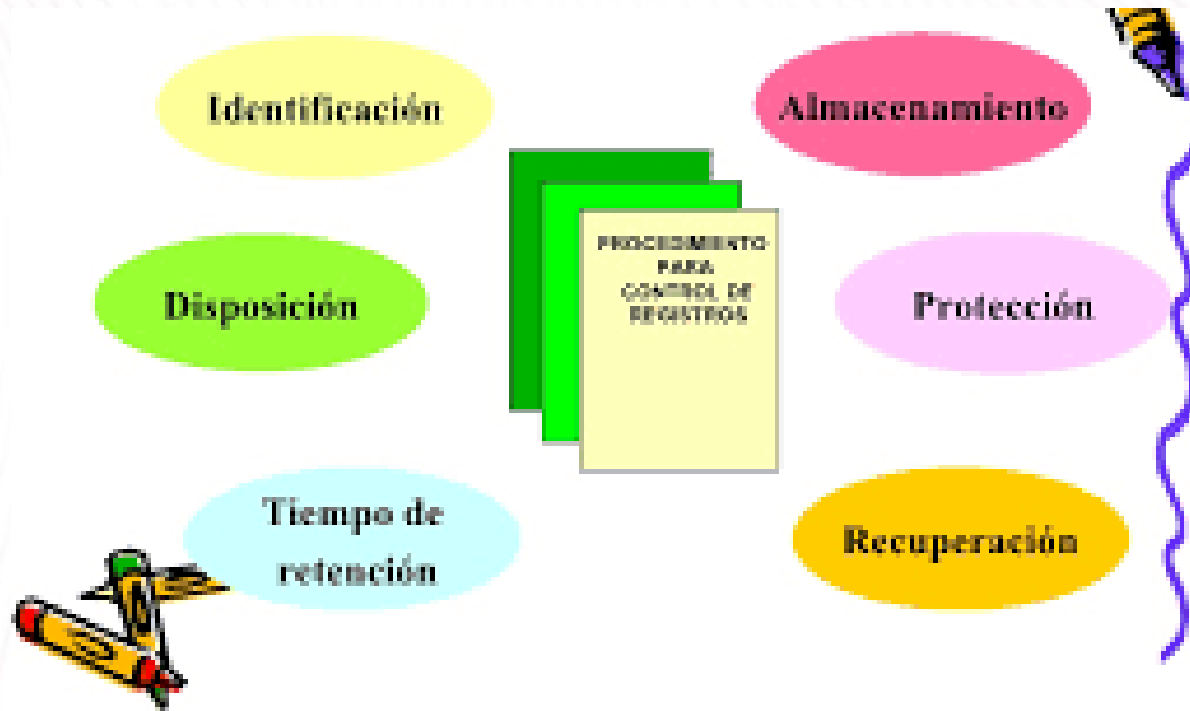 Identificación
Almacenamiento
PROCEDIMIENTO
PARA
CONTROL DE
REGISTROS
Disposición
Protección
Tiempo de
retención
Recuperación